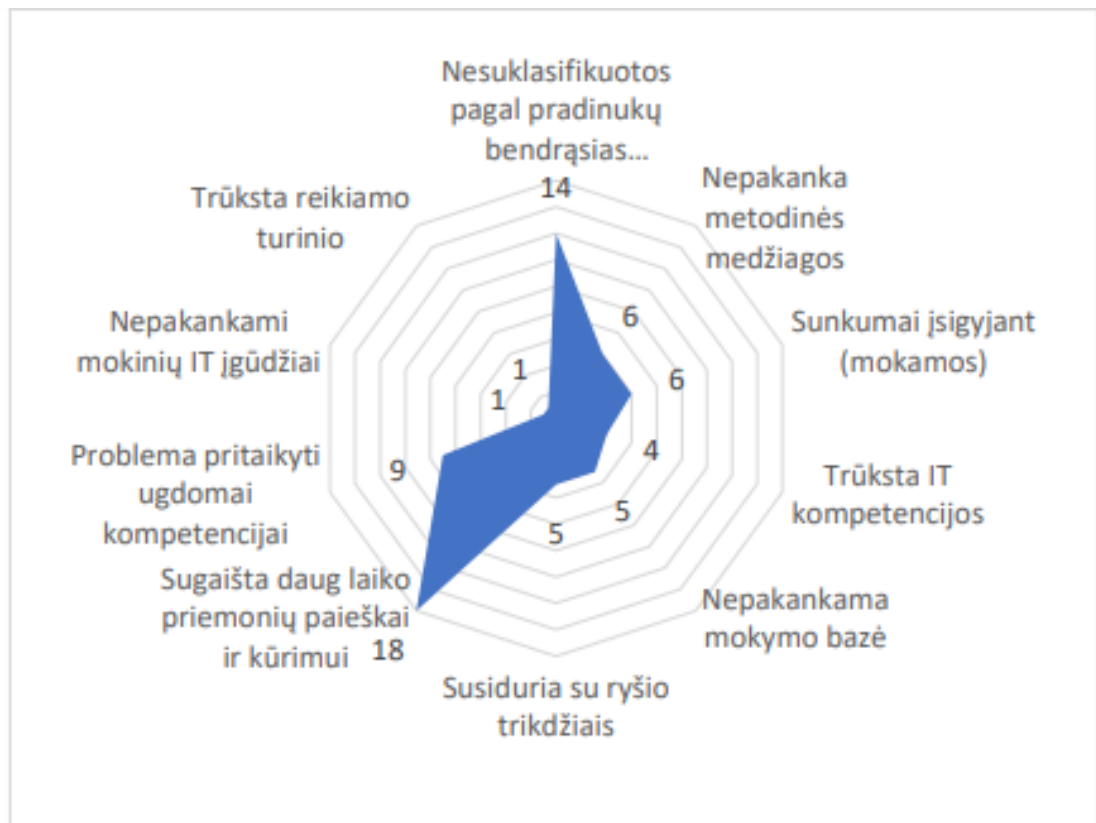 Nesuklasifikuotos
pagal pradinukų
bendrąsias...
14
Nepakanka
metodinės
medžiagos
6
Sunkumai įsigyjant
(mokamos)
6
Trūksta IT
kompetencijos
4
Nepakankama
mokymo bazė
5
Susiduria su ryšio
trikdžiais
5
Sugaišta daug laiko
priemonių paieškai
ir kūrimui
18
Problema pritaikyti
ugdomai
kompetencijai
9
Nepakankami
mokinių IT įgūdžiai
1
Trūksta reikiamo
turinio
1